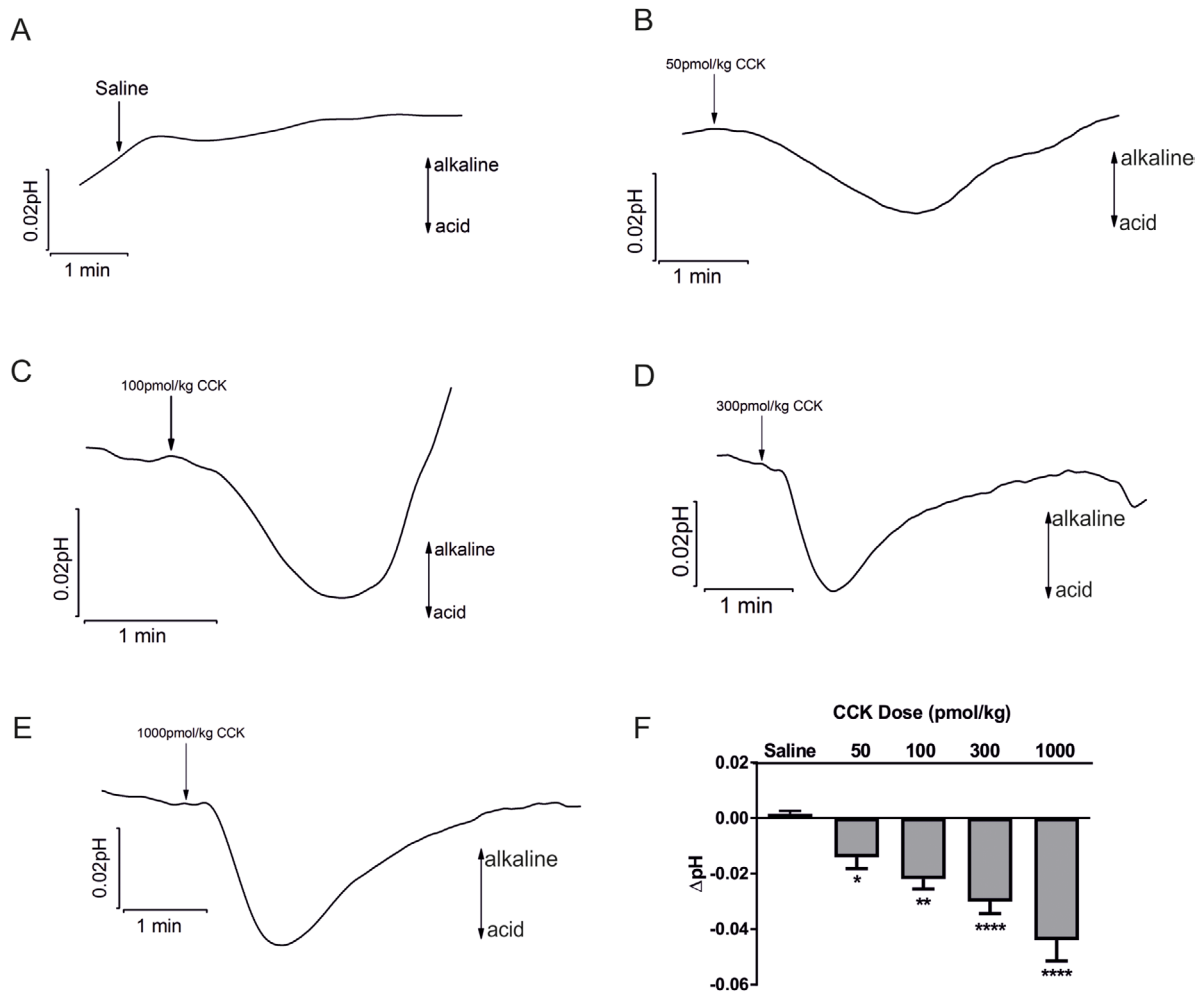 A
Saline
alkaline
acid
0.02pH
1 min
B
50pmol/kg CCK
alkaline
acid
0.02pH
1 min
C
100pmol/kg CCK
alkaline
acid
0.02pH
1 min
D
300pmol/kg CCK
alkaline
acid
0.02pH
1 min
E
1000pmol/kg CCK
alkaline
acid
0.02pH
1 min
F
CCK Dose (pmol/kg)
Saline 50 100 300 1000
0.02
0.00
-0.02
-0.04
-0.06
ΔpH
*
**
****
****